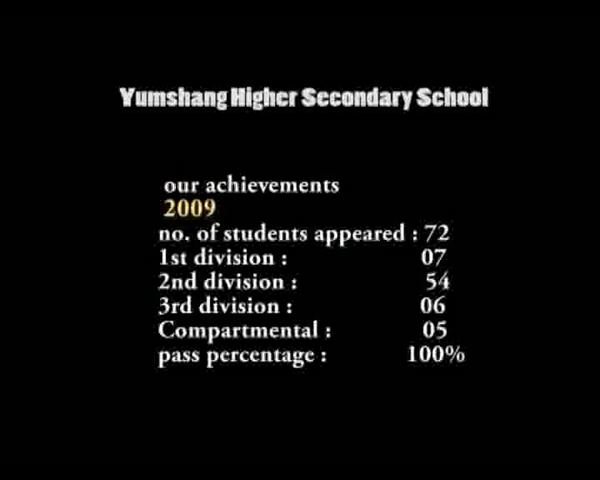 Yumshang Higher Secondary School
our achievements
2009
no. of students appeared : 72
1st division : 07
2nd division : 54
3rd division : 06
Compartmental : 05
pass percentage : 100%